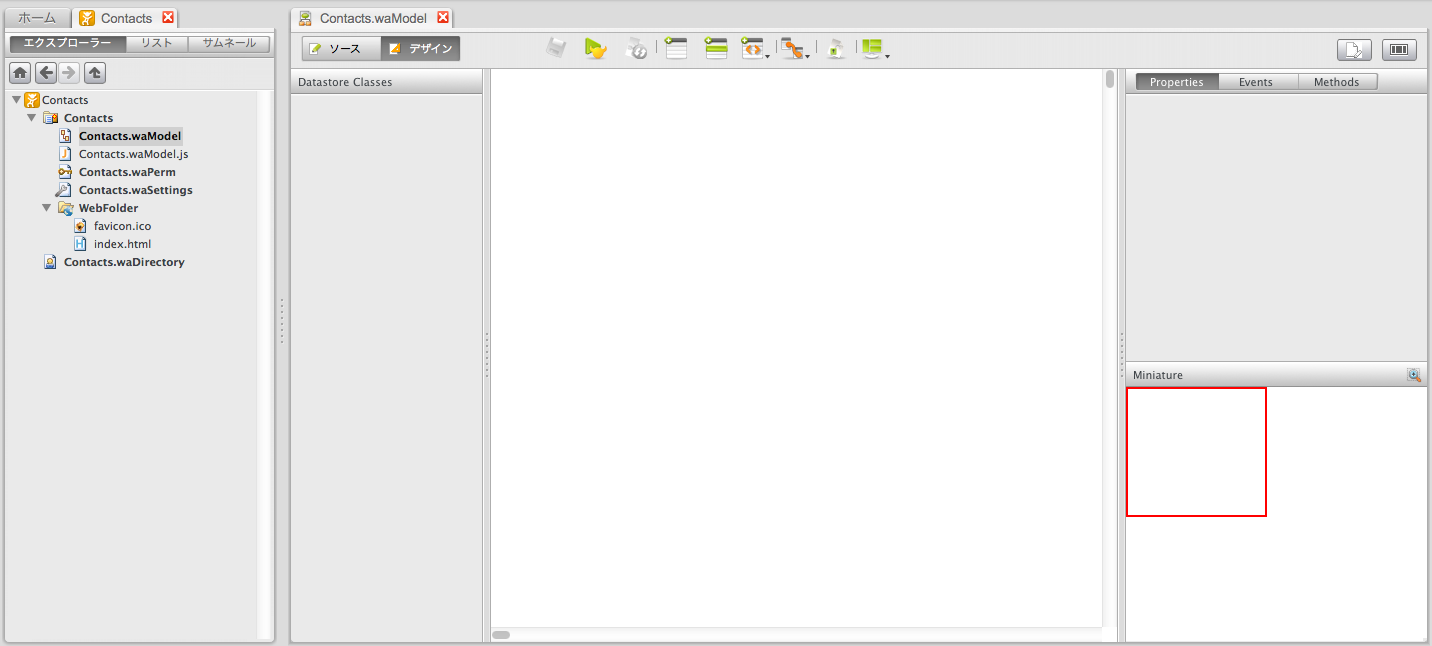 ホーム
Contacts
エクスプローラー
リスト
サムネール
Contacts
Contacts
Contacts.waModel
Contacts.waModel.js
Contacts.waPerm
Contacts.waSettings
WebFolder
favicon.ico
index.html
Contacts.waDirectory
Contacts.waModel
ソース
デザイン
Datastore Classes
Properties
Events
Methods
Miniature